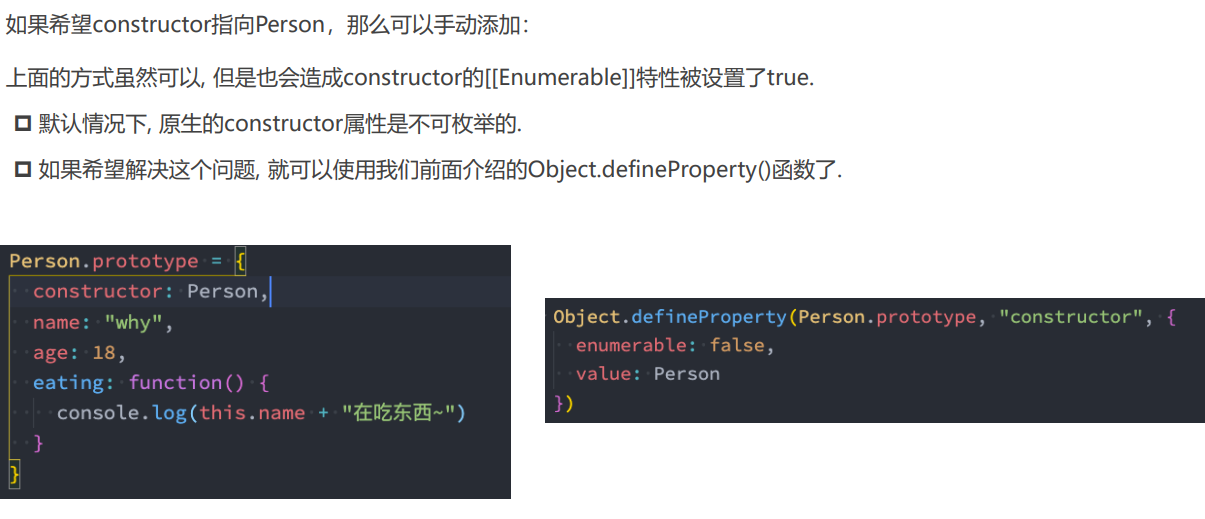 如果希望constructor指向Person，那么可以手动添加：
上面的方式虽然可以, 但是也会造成constructor的[[Enumerable]]特性被设置了true.
默认情况下, 原生的constructor属性是不可枚举的.
如果希望解决这个问题, 就可以使用我们前面介绍的Object.defineProperty()函数了.
Person.prototype = {
  constructor: Person,
  name: "why",
  age: 18,
  eating: function() {
    console.log(this.name + "在吃东西~")
  }
}
Object.defineProperty(Person.prototype, "constructor", {
  enumerable: false,
  value: Person
})